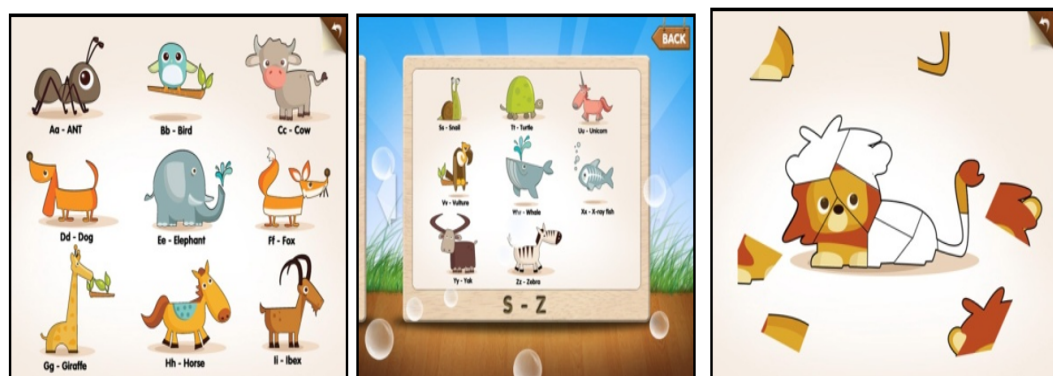 Aa - ANT
Bb - Bird
Cc - Cow
Dd - Dog
Ee - Elephant
Ff - Fox
Gg - Giraffe
Hh - Horse
Ii - Ibex
BACK
Ss - Snail
Tt - Turtle
Uu - Unicorn
Vv - Vulture
Ww - Whale
Xx - X-ray fish
Yy - Yak
Zz - Zebra
S - Z